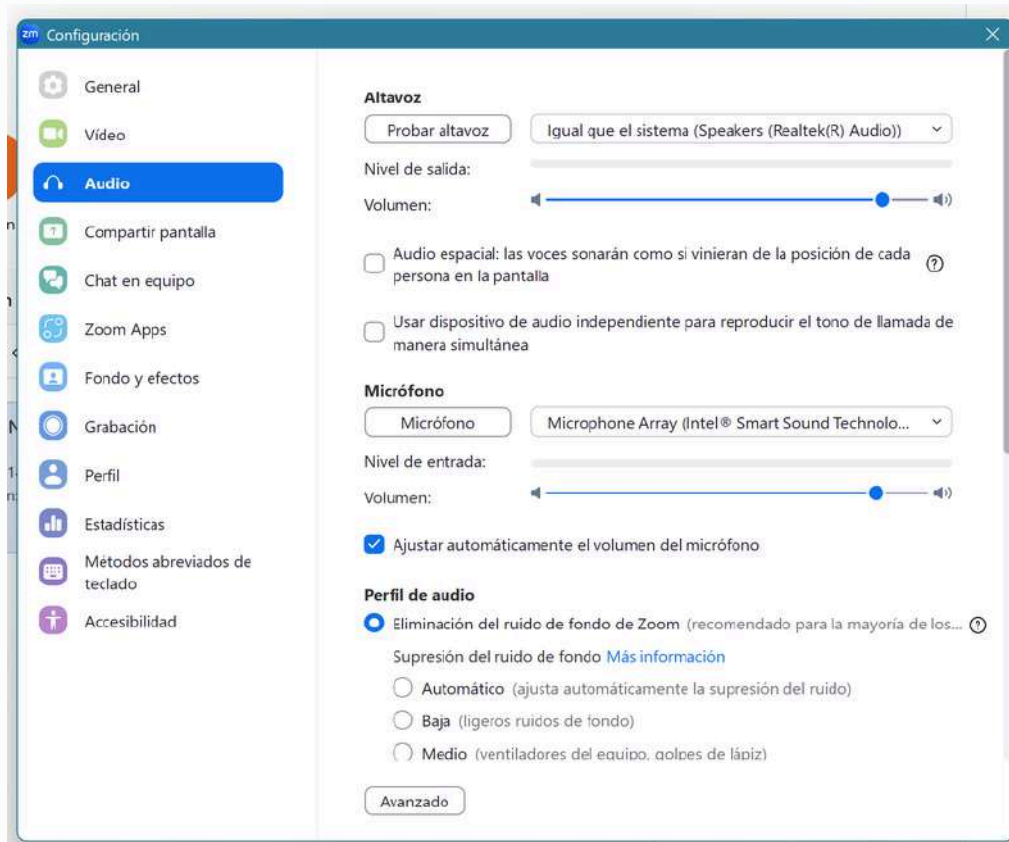 zm Configuración
General
Vídeo
Audio
Compartir pantalla
Chat en equipo
Zoom Apps
Fondo y efectos
Grabación
Perfil
Estadísticas
Métodos abreviados de
teclado
Accesibilidad
Altavoz
Probar altavoz
Igual que el sistema (Speakers (Realtek(R) Audio))
Nivel de salida:
Volumen:
Audio espacial: las voces sonarán como si vinieran de la posición de cada
persona en la pantalla
Usar dispositivo de audio independiente para reproducir el tono de llamada de
manera simultánea
Micrófono
Micrófono
Microphone Array (Intel® Smart Sound Technolo...
Nivel de entrada:
Volumen:
Ajustar automáticamente el volumen del micrófono
Perfil de audio
Eliminación del ruido de fondo de Zoom (recomendado para la mayoría de los...
Supresión del ruido de fondo Más información
Automático (ajusta automáticamente la supresión del ruido)
Baja (ligeros ruidos de fondo)
Medio (ventiladores del equipo, golpes de lápiz)
Avanzado